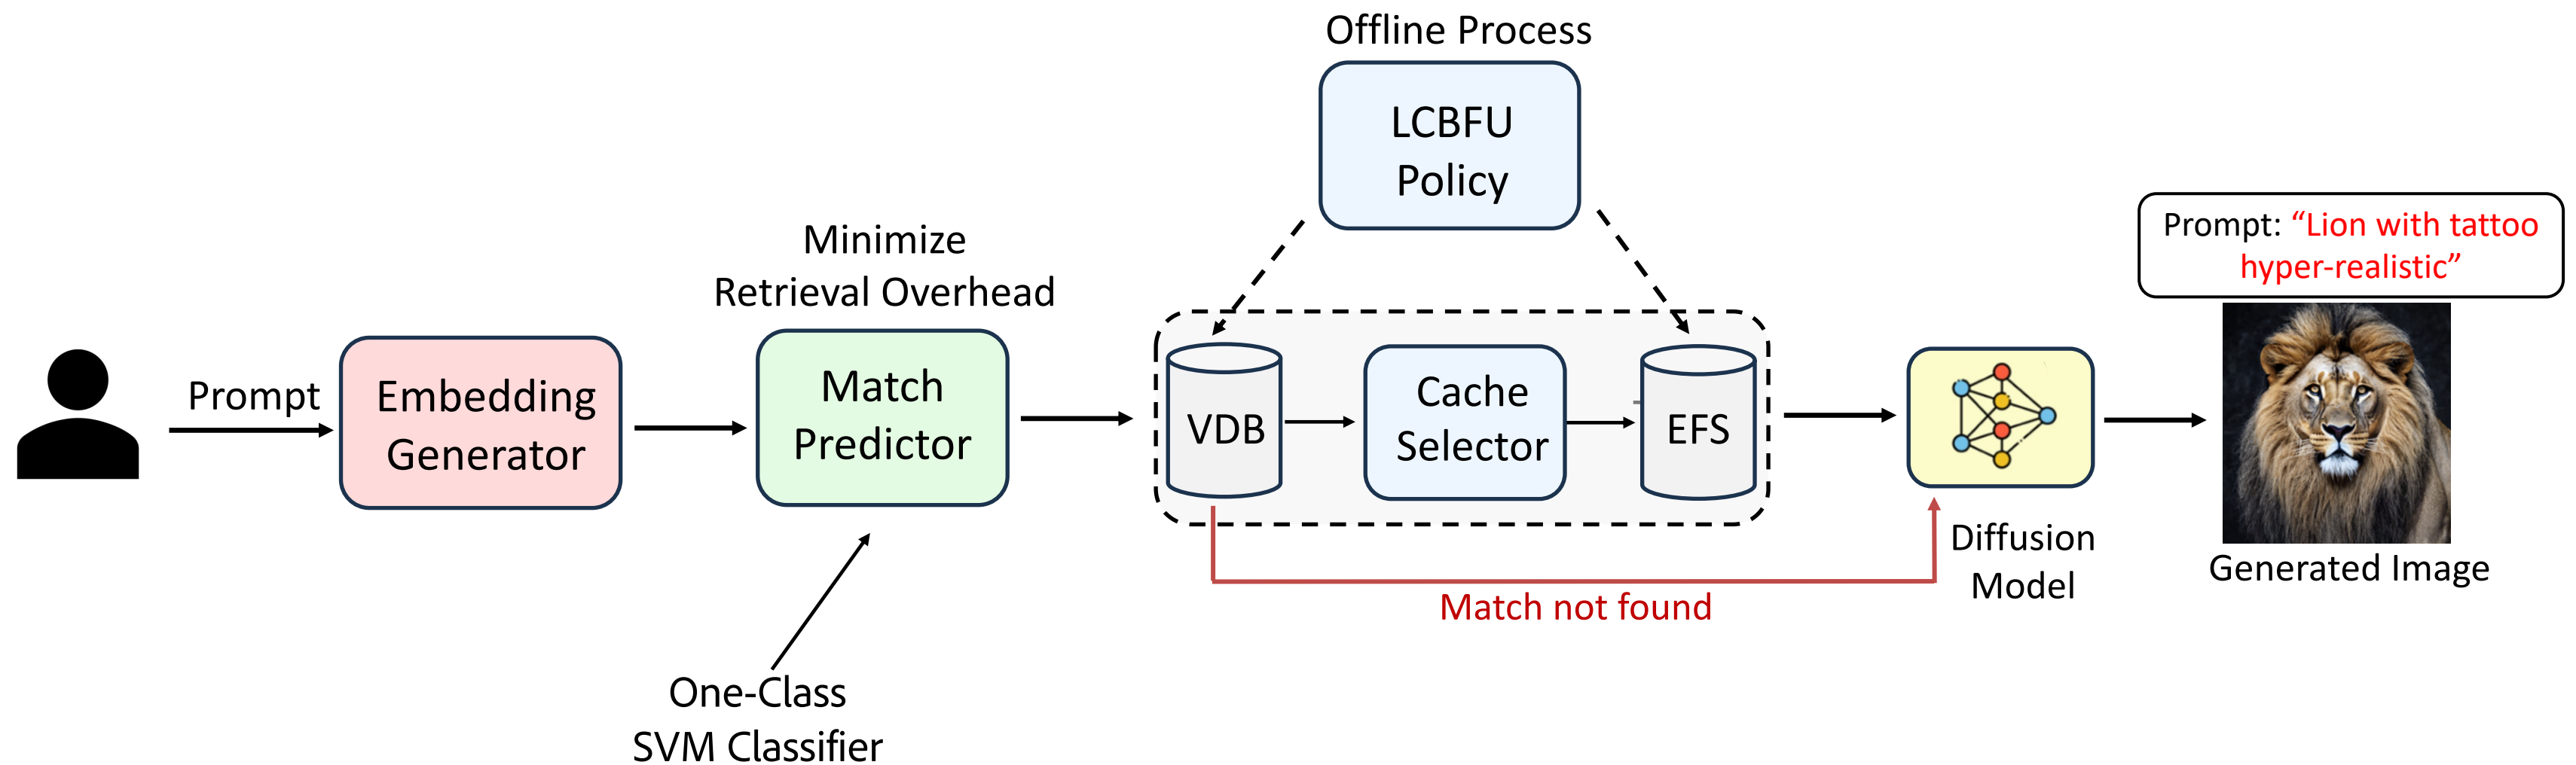 Offline Process
LCBFU
Policy
Minimize
Retrieval Overhead
Prompt
Embedding
Generator
Match
Predictor
VDB
Cache
Selector
EFS
Prompt: “Lion with tattoo
hyper-realistic”
Diffusion
Model
Generated Image
Match not found
One-Class
SVM Classifier